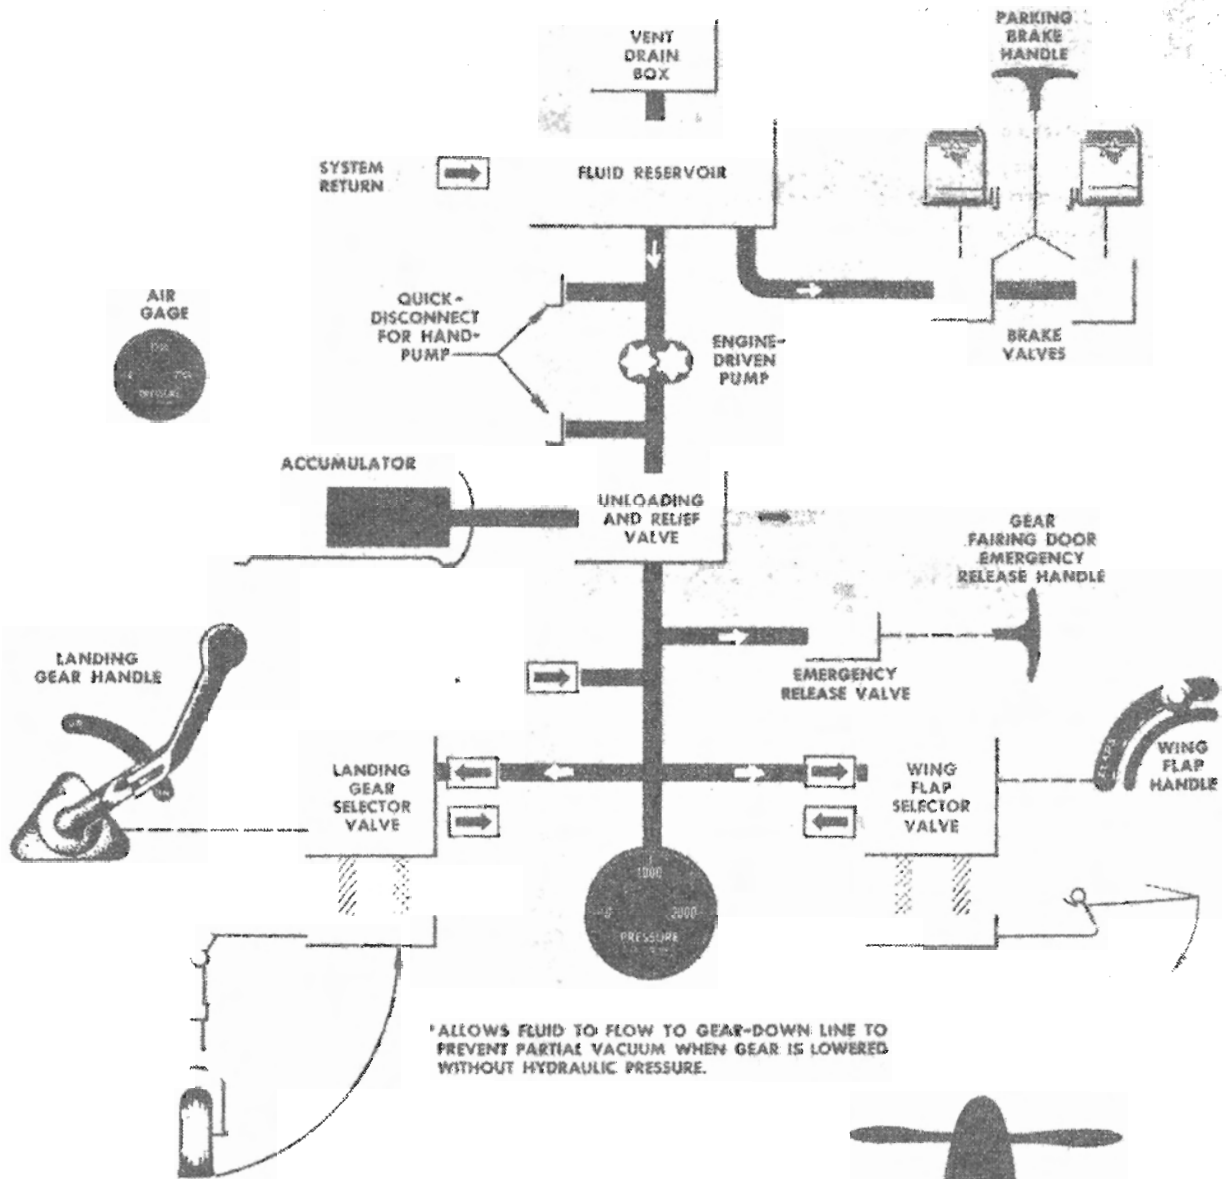 VENT
DRAIN
BOX
PARKING
BRAKE
HANDLE
SYSTEM
RETURN
FLUID RESERVOIR
AIR
GAGE
QUICK-
DISCONNECT
FOR HAND-
PUMP
ENGINE-
DRIVEN
PUMP
BRAKE
VALVES
PRESSURE
ACCUMULATOR
UNLOADING
AND RELIEF
VALVE
GEAR
FAIRING DOOR
EMERGENCY
RELEASE HANDLE
LANDING
GEAR HANDLE
EMERGENCY
RELEASE VALVE
WING
FLAP
HANDLE
LANDING
GEAR
SELECTOR
VALVE
WING
FLAP
SELECTOR
VALVE
1000
0
2000
PRESSURE
*ALLOWS FLUID TO FLOW TO GEAR-DOWN LINE TO
PREVENT PARTIAL VACUUM WHEN GEAR IS LOWERED
WITHOUT HYDRAULIC PRESSURE.